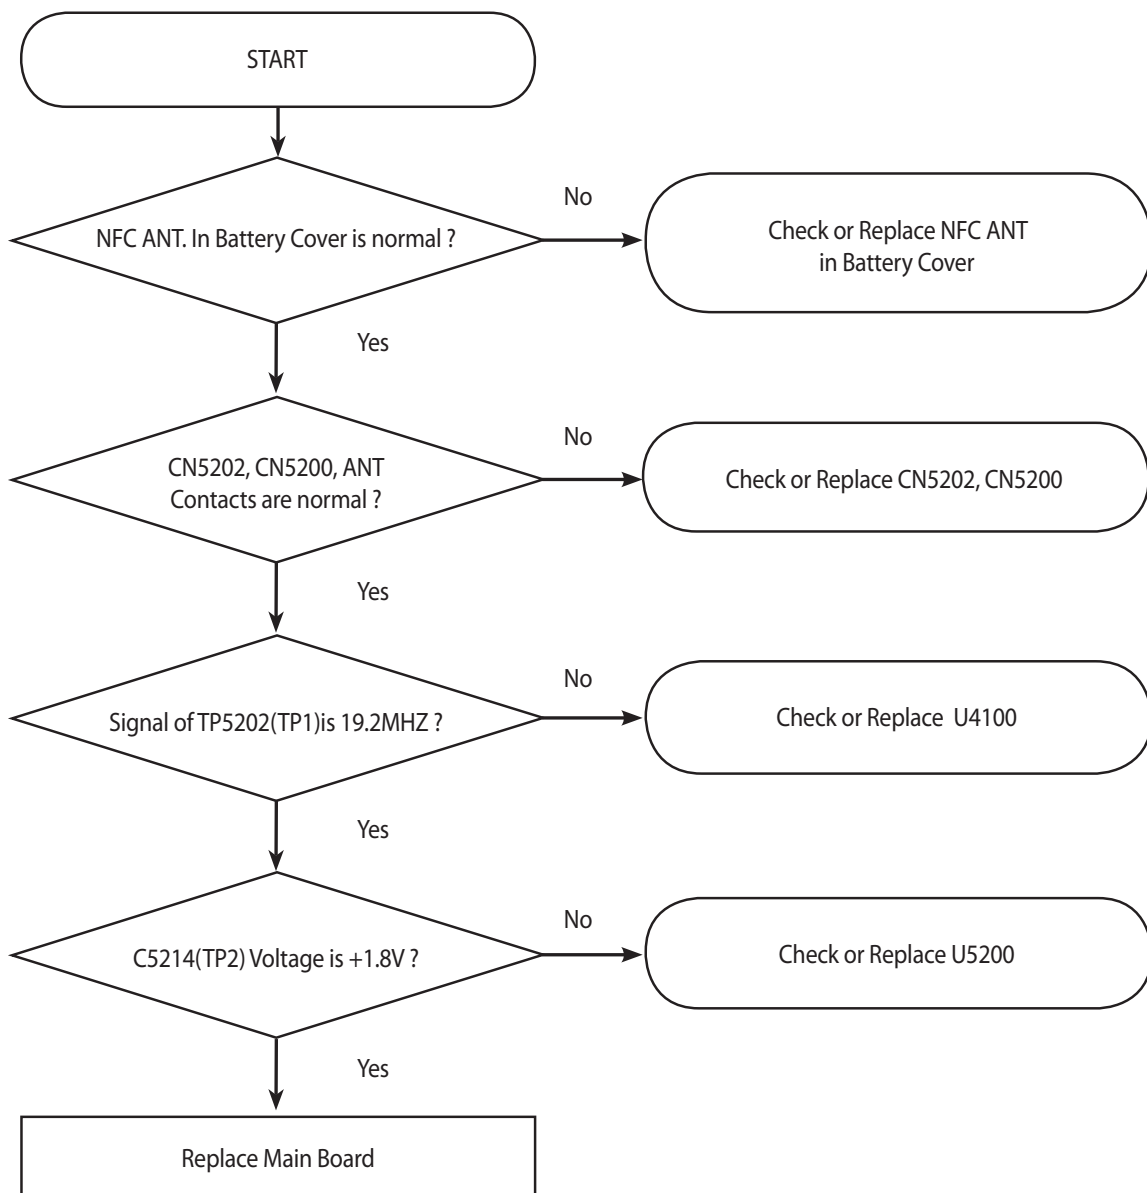 START
NFC ANT. In Battery Cover is normal ?
No
Check or Replace NFC ANT
in Battery Cover
Yes
CN5202, CN5200, ANT
Contacts are normal ?
No
Check or Replace CN5202, CN5200
Yes
Signal of TP5202(TP1)is 19.2MHZ ?
No
Check or Replace  U4100
Yes
C5214(TP2) Voltage is +1.8V ?
No
Check or Replace U5200
Yes
Replace Main Board